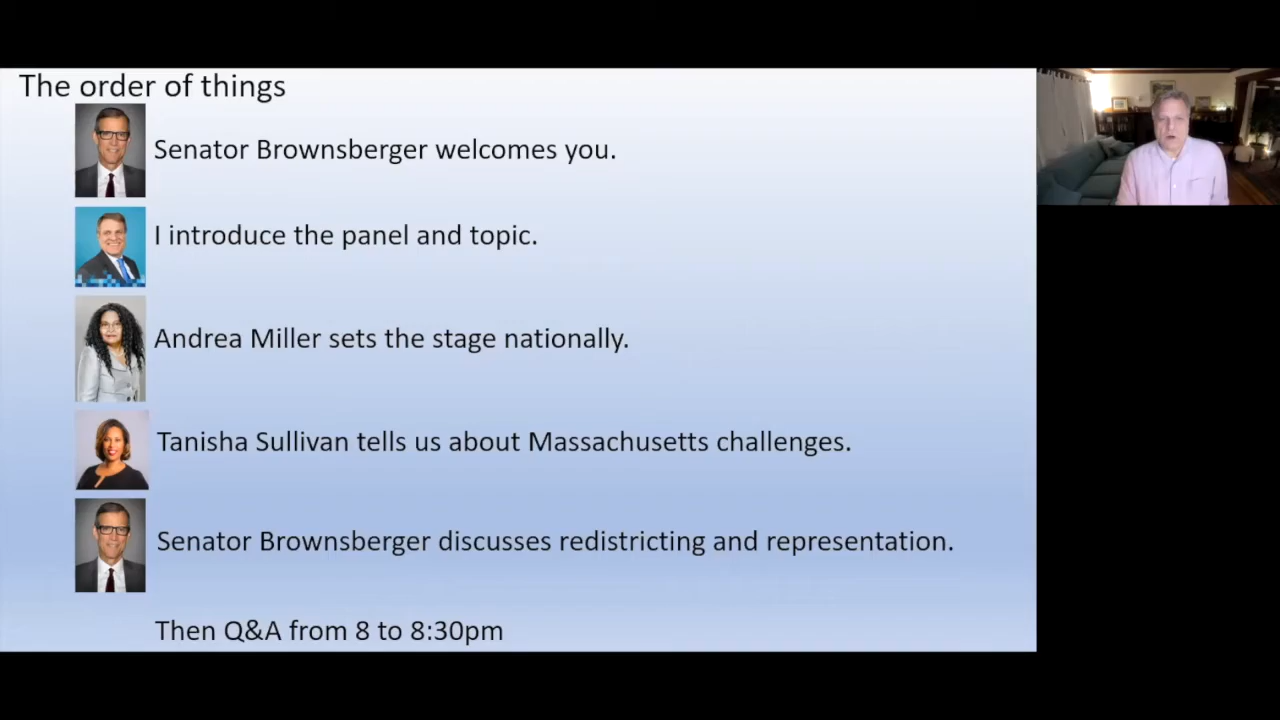 The order of things
Senator Brownsberger welcomes you.
I introduce the panel and topic.
Andrea Miller sets the stage nationally.
Tanisha Sullivan tells us about Massachusetts challenges.
Senator Brownsberger discusses redistricting and representation.
Then Q&A from 8 to 8:30pm